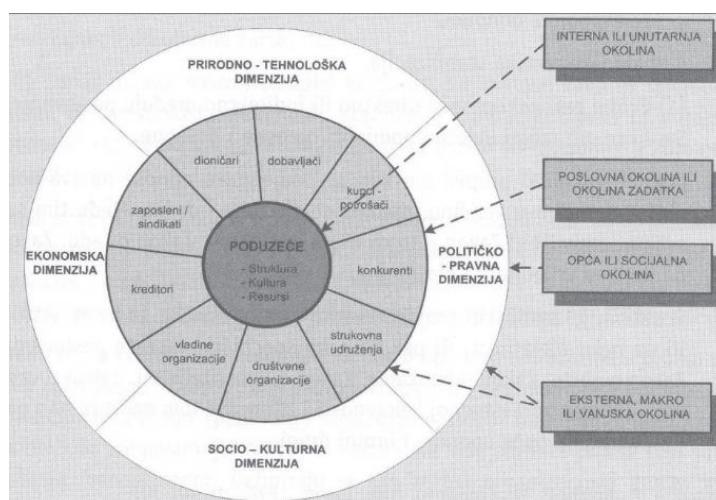 PRIRODNO - TEHNOLOŠKA
DIMENZIJA
dioničari
dobavljači
kupci -
potrošači
zaposleni/
sindikati
PODUZEĆE
- Struktura
- Kultura
- Resursi
konkurenti
kreditori
vladine
organizacije
društvene
organizacije
strukovna
udruženja
EKONOMSKA
DIMENZIJA
POLITIČKO
- PRAVNA
DIMENZIJA
SOCIO – KULTURNA
DIMENZIJA
INTERNA ILI UNUTARNJA
OKOLINA
POSLOVNA OKOLINA ILI
OKOLINA ZADATKA
OPĆA ILI SOCIJALNA
OKOLINA
EKSTERNA, MAKRO
ILI VANJSKA OKOLINA